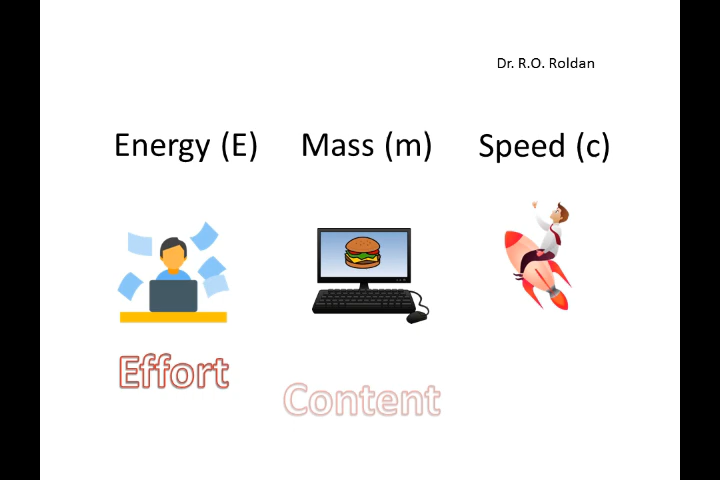 Dr. R.O. Roldan
Energy (E) Mass (m) Speed (c)
Effort
Content